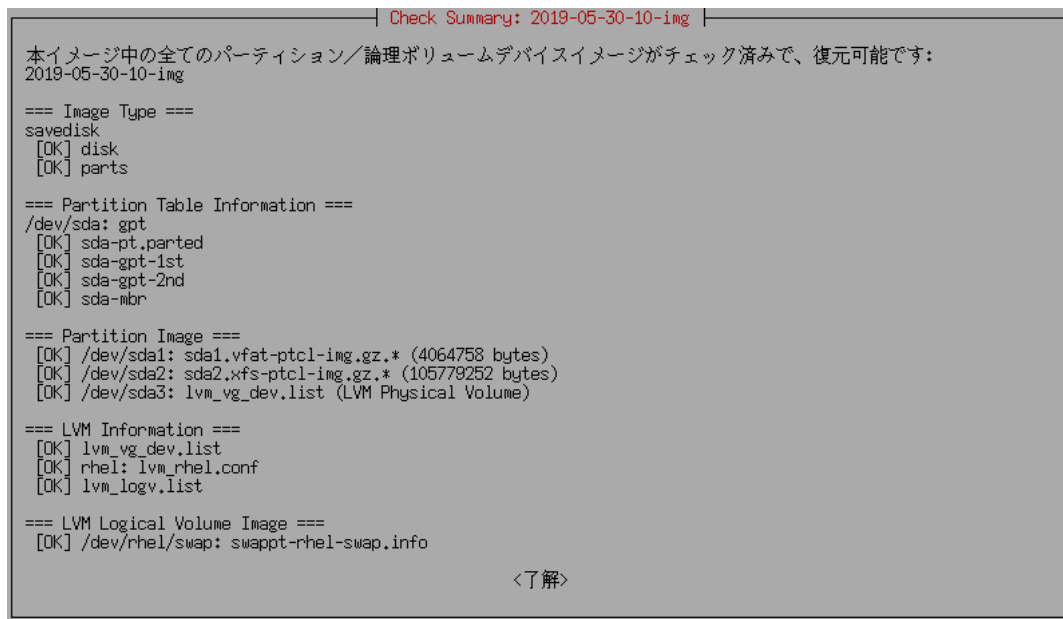 Check Summary: 2019-05-30-10-img
本イメージ中の全てのパーティション／論理ボリュームデバイスイメージがチェック済みで、復元可能です:
2019-05-30-10-img
=== Image Type ===
savedisk
[OK] disk
[OK] parts
=== Partition Table Information ===
/dev/sda: gpt
[OK] sda-pt.parted
[OK] sda-gpt-1st
[OK] sda-gpt-2nd
[OK] sda-mbr
=== Partition Image ===
[OK] /dev/sda1: sda1.vfat-ptcl-img.gz.* (4064758 bytes)
[OK] /dev/sda2: sda2.xfs-ptcl-img.gz.* (105779252 bytes)
[OK] /dev/sda3: lvm_vg_dev.list (LVM Physical Volume)
=== LVM Information ===
[OK] lvm_vg_dev.list
[OK] rhel: lvm_rhel.conf
[OK] lvm_logv.list
=== LVM Logical Volume Image ===
[OK] /dev/rhel/swap: swappt-rhel-swap.info
<了解>